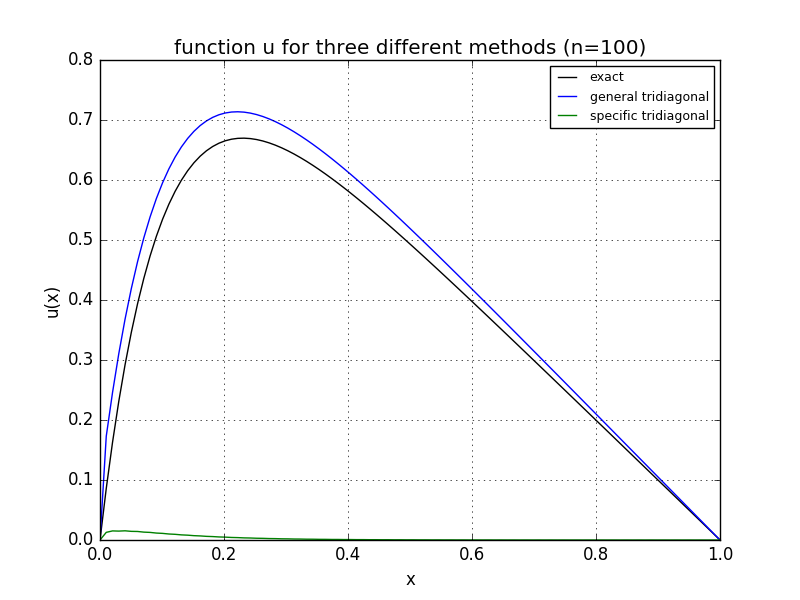 function u for three different methods (n=100)
exact
general tridiagonal
specific tridiagonal
u(x)
0.8
0.7
0.6
0.5
0.4
0.3
0.2
0.1
0.0
0.0 0.2 0.4 0.6 0.8 1.0
x